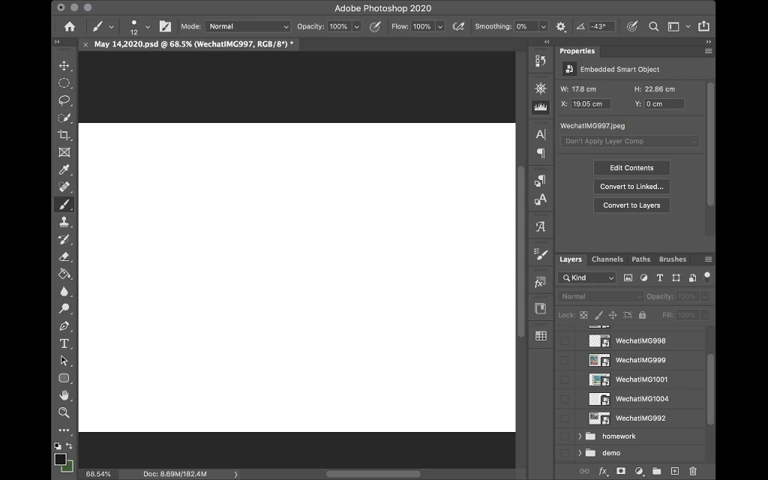 Adobe Photoshop 2020
12
Mode: Normal
Opacity: 100%
Flow: 100%
Smoothing: 0%
-43°
May 14,2020.psd @ 68.5% (WechatIMG997, RGB/8*) *
Properties
Embedded Smart Object
W: 17.6 cm
H: 22.86 cm
X: 19.05 cm
Y: 0 cm
WechatIMG997.jpeg
Don't Apply Layer Comp
Edit Contents
Convert to Linked...
Convert to Layers
Layers
Channels
Paths
Brushes
Kind
Normal
Opacity: 100%
Lock:
Fill: 100%
WechatIMG998
WechatIMG999
WechatIMG1001
WechatIMG1004
WechatIMG992
homework
demo
68.54%
Doc: 8.69M/182.4M